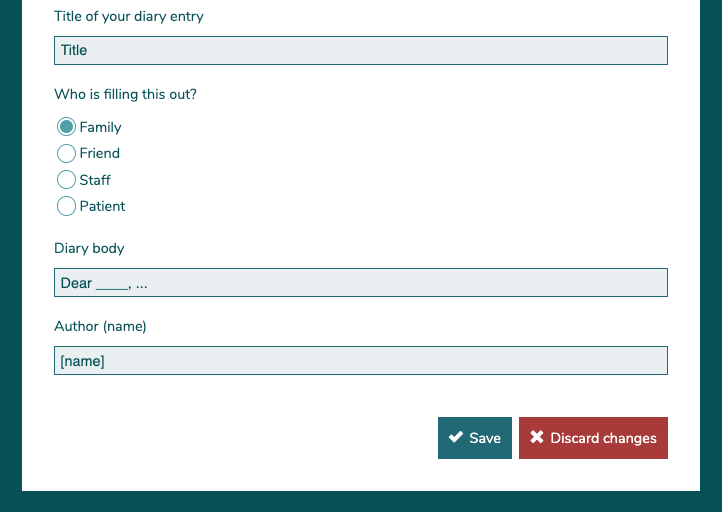 Title of your diary entry
Title
Who is filling this out?
Family
Friend
Staff
Patient
Diary body
Dear ____, ...
Author (name)
[name]
Save
Discard changes